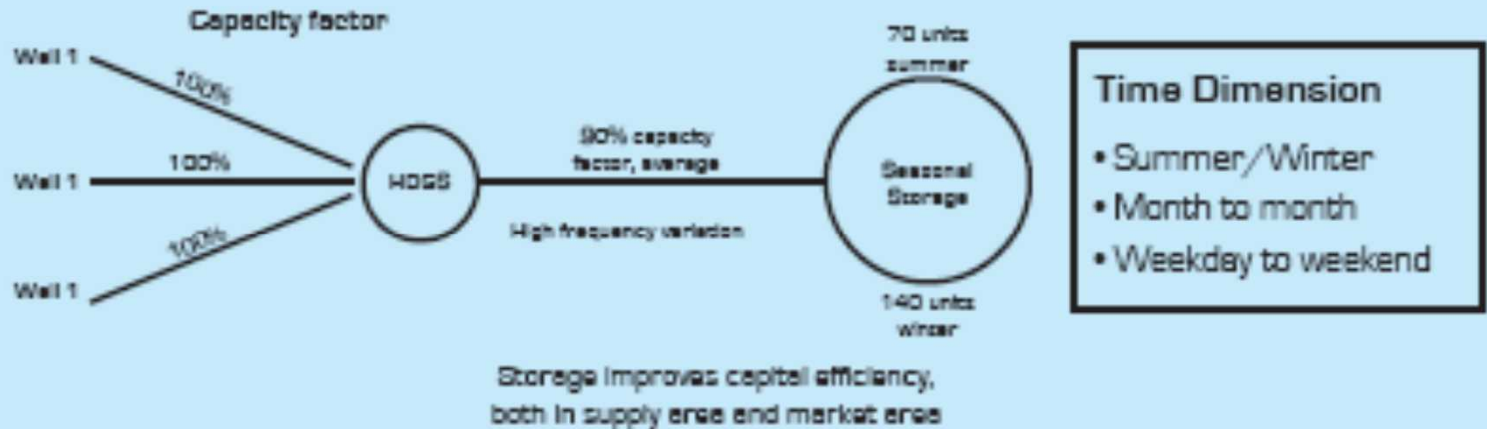 Capacity factor
Well 1
100%
Well 1
100%
Well 1
100%
HDGS
90% capacity
factor, average
High frequency variation
70 units
summer
Seasonal
Storage
140 units
winter
Time Dimension
• Summer/Winter
• Month to month
• Weekday to weekend
Storage improves capital efficiency,
both in supply area and market area